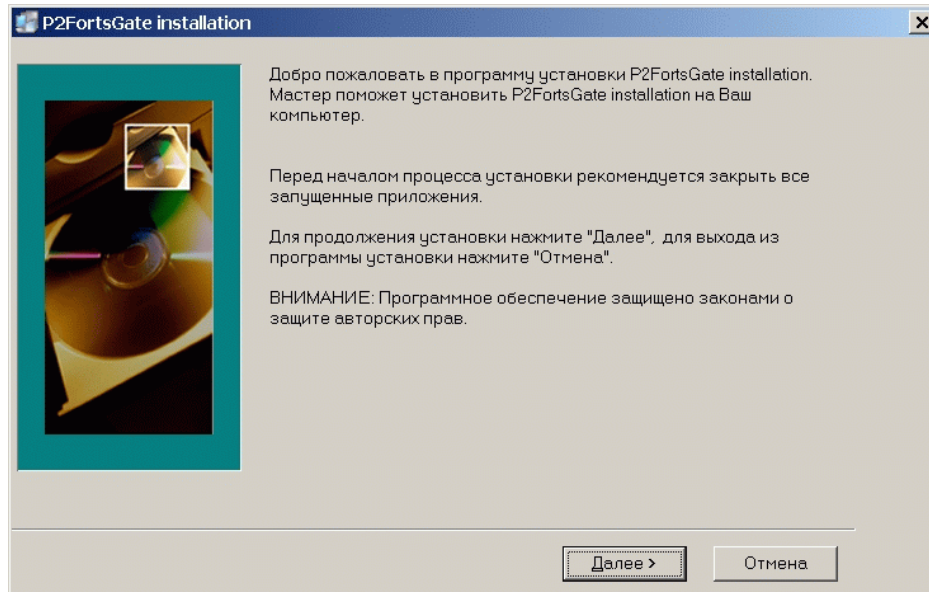 P2FortsGate installation
Добро пожаловать в программу установки P2FortsGate installation.
Мастер поможет установить P2FortsGate installation на Ваш
компьютер.
Перед началом процесса установки рекомендуется закрыть все
запущенные приложения.
Для продолжения установки нажмите "Далее", для выхода из
программы установки нажмите "Отмена".
ВНИМАНИЕ: Программное обеспечение защищено законами о
защите авторских прав.
Далее >
Отмена